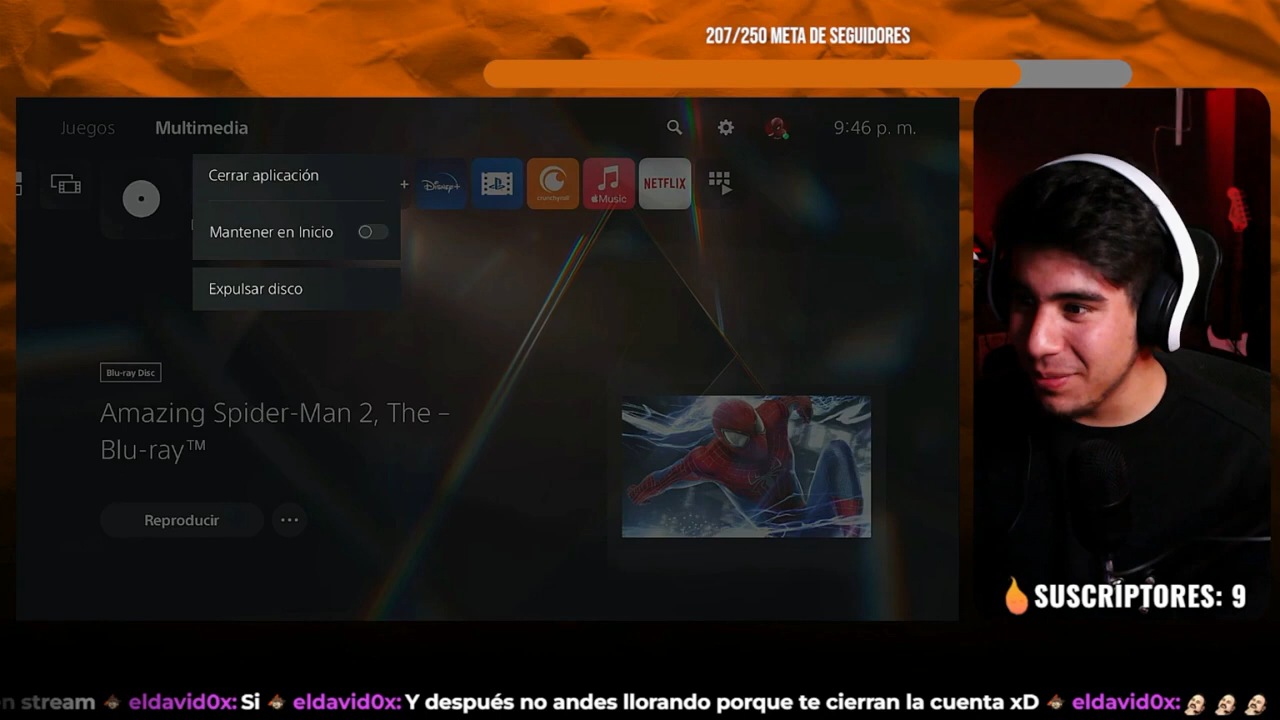 207/250 META DE SEGUIDORES
Juegos
Multimedia
9:46 p. m.
Cerrar aplicación
Mantener en Inicio
Expulsar disco
Disney+
crunchyroll
Music
NETFLIX
Blu-ray Disc
Amazing Spider-Man 2, The –
Blu-ray™
Reproducir
SUSCRIPTORES: 9
n stream eldavid0x: Si eldavid0x: Y después no andes llorando porque te cierran la cuenta xD eldavid0x: